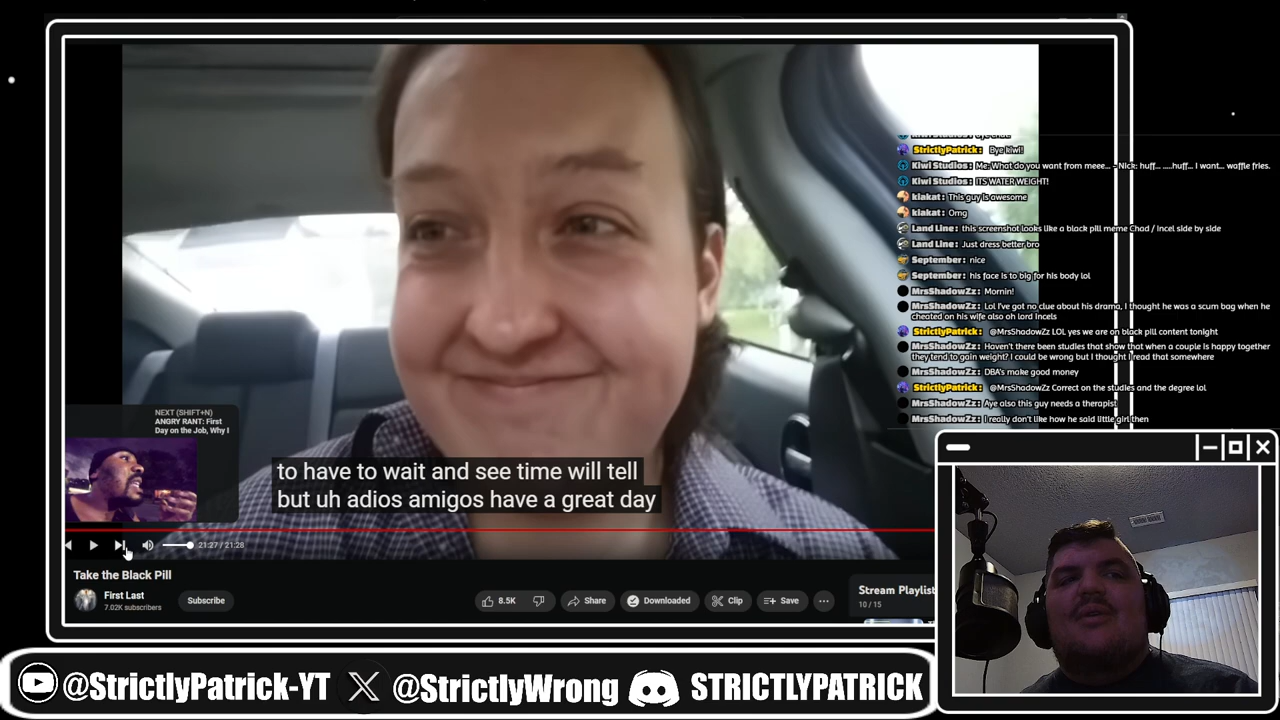 StrictlyPatrick: Bye kiwi!
Kiwi Studios: Me: What do you want from meee... - Nick: huff... .....huff... I want... waffle fries.
Kiwi Studios: ITS WATER WEIGHT!
klakat: This guy is awesome
klakat: Omg
Land Line: this screenshot looks like a black pill meme Chad / Incel side by side
Land Line: Just dress better bro
September: nice
September: his face is to big for his body lol
MrsShadowZz: Mornin!
MrsShadowZz: Lol I've got no clue about his drama, I thought he was a scum bag when he
cheated on his wife also oh lord Incels
StrictlyPatrick: @MrsShadowZz LOL yes we are on black pill content tonight
MrsShadowZz: Haven't there been studies that show that when a couple is happy together
they tend to gain weight? I could be wrong but I thought I read that somewhere
MrsShadowZz: DBA's make good money
StrictlyPatrick: @MrsShadowZz Correct on the studies and the degree lol
MrsShadowZz: Aye also this guy needs a therapist
MrsShadowZz: I really don't like how he said little girl then
NEXT (SHIFT+N)
ANGRY RANT: First
Day on the Job, Why I
to have to wait and see time will tell
but uh adios amigos have a great day
21:27 / 21:28
Take the Black Pill
First Last
7.02K subscribers
Subscribe
8.5K
Share
Downloaded
Clip
Save
Stream Playlist
10 / 15
@StrictlyPatrick-YT
@StrictlyWrong
STRICTLYPATRICK